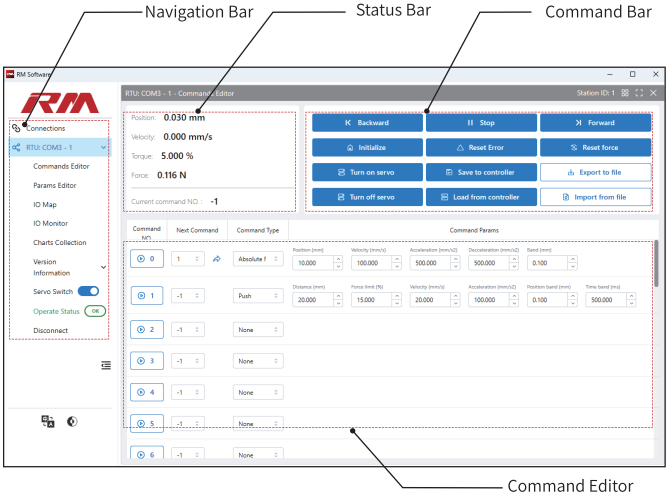 Navigation Bar
Status Bar
Command Bar
RM Software
RM
RTU: COM3 - 1 - Commands Editor
Station ID: 1
Connections
RTU: COM3 - 1
Commands Editor
Params Editor
IO Map
IO Monitor
Charts Collection
Version
Information
Servo Switch
Operate Status OK
Disconnect
Position: 0.030 mm
Velocity: 0.000 mm/s
Torque: 5.000 %
Force: 0.116 N
Current command NO.: -1
Backward Stop Forward
Initialize Reset Error Reset force
Turn on servo Save to controller Export to file
Turn off servo Load from controller Import from file
Command
NO.
Next Command
Command Type
Command Params
0 1 Absolute
Position (mm) Velocity (mm/s) Acceleration (mm/s2) Decceleration (mm/s2) Band (mm)
10.000 100.000 500.000 500.000 0.100
1 -1 Push
Distance (mm) Force limit (%) Velocity (mm/s) Acceleration (mm/s2) Position band (mm) Time band (ms)
20.000 15.000 20.000 100.000 0.100 500.000
2 -1 None
3 -1 None
4 -1 None
5 -1 None
6 -1 None
Command Editor